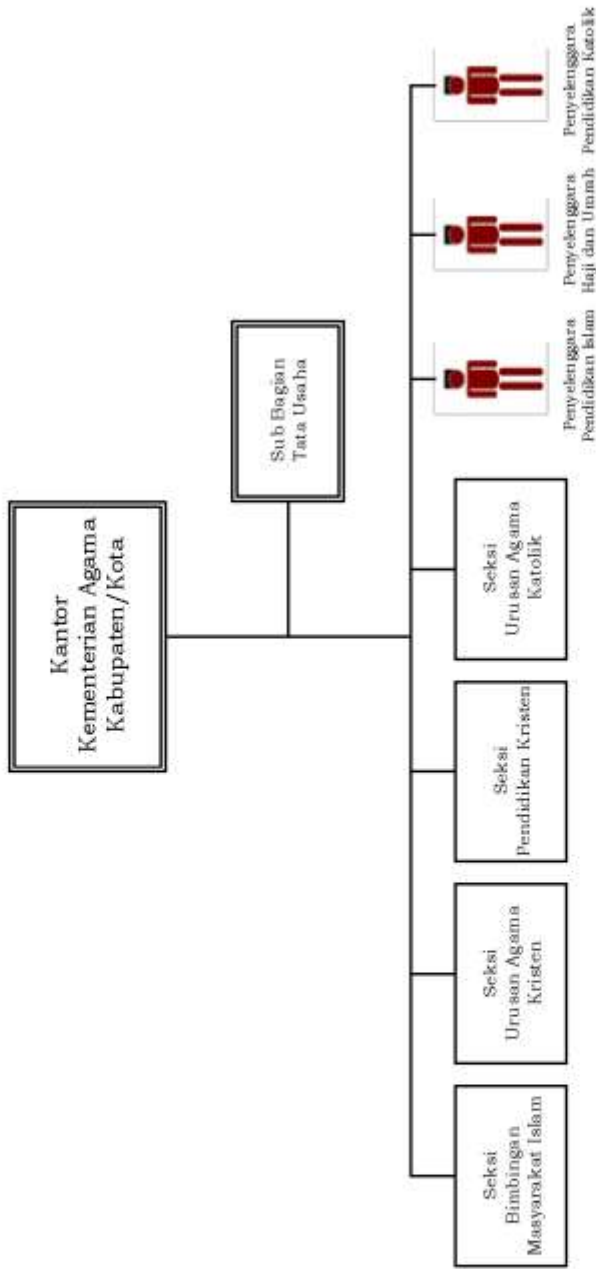 Kantor
Kementerian Agama
Kabupaten/Kota
Sub Bagian
Tata Usaha
Seksi
Bimbingan
Masyarakat Islam
Seksi
Urusan Agama
Kristen
Seksi
Pendidikan Kristen
Seksi
Urusan Agama
Katolik
Penyelenggara
Pendidikan Islam
Penyelenggara
Haji dan Umrah
Penyelenggara
Pendidikan Katolik